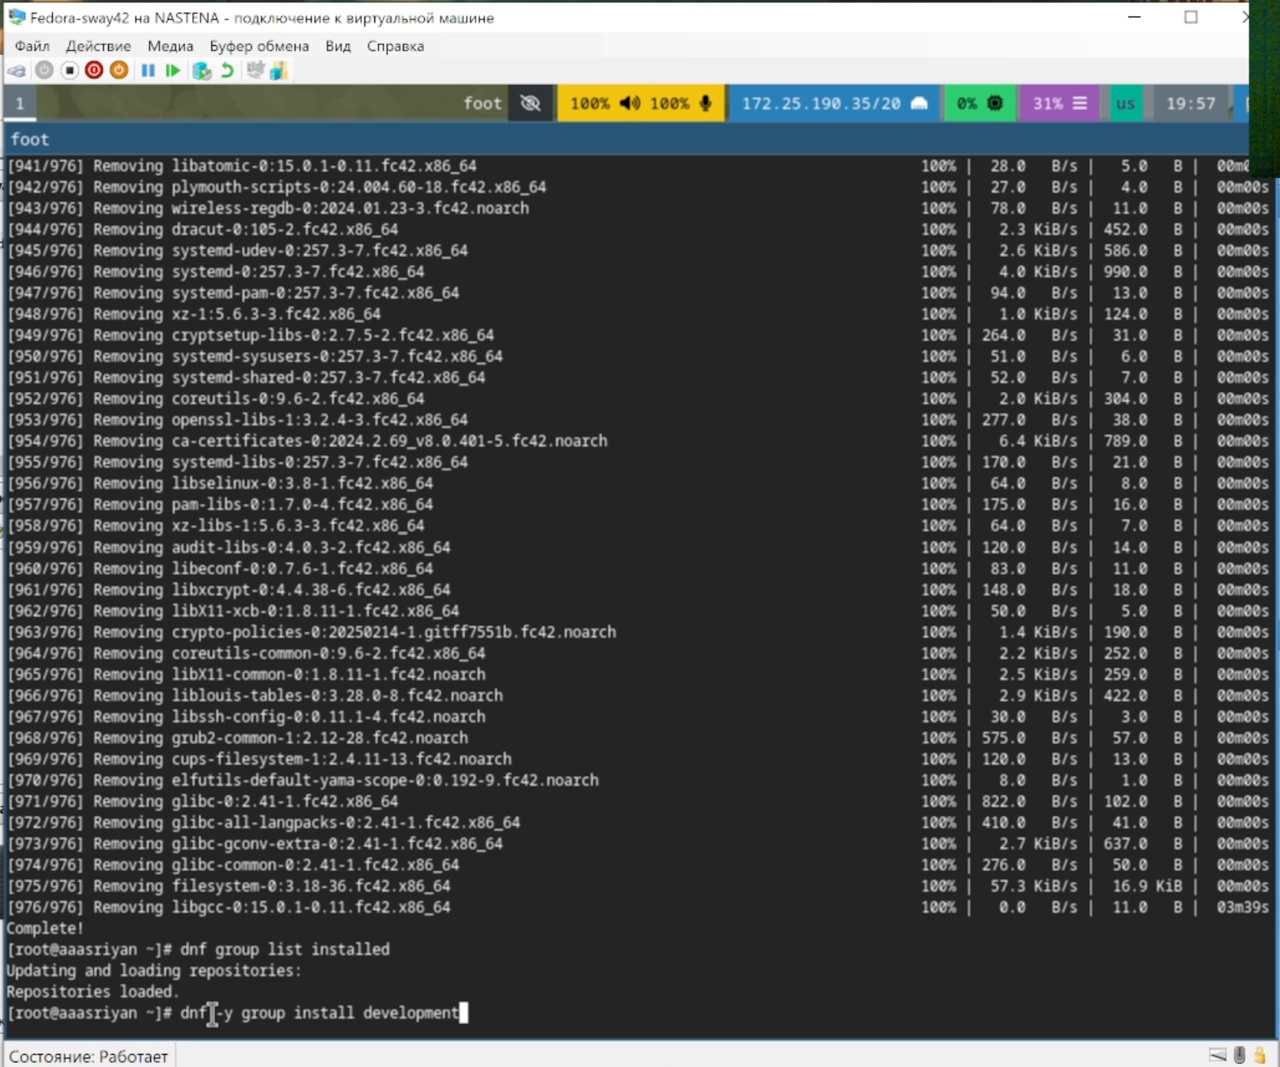 Fedora-sway42 на NASTENA - подключение к виртуальной машине
Файл Действие Медиа Буфер обмена Вид Справка
1 foot 100% 100% 172.25.190.35/20 0% 31% us 19:57
foot
[941/976] Removing libatomic-0:15.0.1-0.11.fc42.x86_64 100% | 28.0 B/s | 5.0 B |
[942/976] Removing plymouth-scripts-0:24.004.60-18.fc42.x86_64 100% | 27.0 B/s | 4.0 B | 00m00s
[943/976] Removing wireless-regdb-0:2024.01.23-3.fc42.noarch 100% | 78.0 B/s | 11.0 B | 00m00s
[944/976] Removing dracut-0:105-2.fc42.x86_64 100% | 2.3 KiB/s | 452.0 B | 00m00s
[945/976] Removing systemd-udev-0:257.3-7.fc42.x86_64 100% | 2.6 KiB/s | 586.0 B | 00m00s
[946/976] Removing systemd-0:257.3-7.fc42.x86_64 100% | 4.0 KiB/s | 990.0 B | 00m00s
[947/976] Removing systemd-pam-0:257.3-7.fc42.x86_64 100% | 94.0 B/s | 13.0 B | 00m00s
[948/976] Removing xz-1:5.6.3-3.fc42.x86_64 100% | 1.0 KiB/s | 124.0 B | 00m00s
[949/976] Removing cryptsetup-libs-0:2.7.5-2.fc42.x86_64 100% | 264.0 B/s | 31.0 B | 00m00s
[950/976] Removing systemd-sysusers-0:257.3-7.fc42.x86_64 100% | 51.0 B/s | 6.0 B | 00m00s
[951/976] Removing systemd-shared-0:257.3-7.fc42.x86_64 100% | 52.0 B/s | 7.0 B | 00m00s
[952/976] Removing coreutils-0:9.6-2.fc42.x86_64 100% | 2.0 KiB/s | 304.0 B | 00m00s
[953/976] Removing openssl-libs-1:3.2.4-3.fc42.x86_64 100% | 277.0 B/s | 38.0 B | 00m00s
[954/976] Removing ca-certificates-0:2024.2.69_v8.0.401-5.fc42.noarch 100% | 6.4 KiB/s | 789.0 B | 00m00s
[955/976] Removing systemd-libs-0:257.3-7.fc42.x86_64 100% | 170.0 B/s | 21.0 B | 00m00s
[956/976] Removing libselinux-0:3.8-1.fc42.x86_64 100% | 64.0 B/s | 8.0 B | 00m00s
[957/976] Removing pam-libs-0:1.7.0-4.fc42.x86_64 100% | 175.0 B/s | 16.0 B | 00m00s
[958/976] Removing xz-libs-1:5.6.3-3.fc42.x86_64 100% | 64.0 B/s | 7.0 B | 00m00s
[959/976] Removing audit-libs-0:4.0.3-2.fc42.x86_64 100% | 120.0 B/s | 14.0 B | 00m00s
[960/976] Removing libeconf-0:0.7.6-1.fc42.x86_64 100% | 83.0 B/s | 11.0 B | 00m00s
[961/976] Removing libxcrypt-0:4.4.38-6.fc42.x86_64 100% | 148.0 B/s | 18.0 B | 00m00s
[962/976] Removing libX11-xcb-0:1.8.11-1.fc42.x86_64 100% | 50.0 B/s | 5.0 B | 00m00s
[963/976] Removing crypto-policies-0:20250214-1.gitff7551b.fc42.noarch 100% | 1.4 KiB/s | 190.0 B | 00m00s
[964/976] Removing coreutils-common-0:9.6-2.fc42.x86_64 100% | 2.2 KiB/s | 252.0 B | 00m00s
[965/976] Removing libX11-common-0:1.8.11-1.fc42.noarch 100% | 2.5 KiB/s | 259.0 B | 00m00s
[966/976] Removing liblouis-tables-0:3.28.0-8.fc42.noarch 100% | 2.9 KiB/s | 422.0 B | 00m00s
[967/976] Removing libssh-config-0:0.11.1-4.fc42.noarch 100% | 30.0 B/s | 3.0 B | 00m00s
[968/976] Removing grub2-common-1:2.12-28.fc42.noarch 100% | 575.0 B/s | 57.0 B | 00m00s
[969/976] Removing cups-filesystem-1:2.4.11-13.fc42.noarch 100% | 120.0 B/s | 13.0 B | 00m00s
[970/976] Removing elfutils-default-yama-scope-0:0.192-9.fc42.noarch 100% | 8.0 B/s | 1.0 B | 00m00s
[971/976] Removing glibc-0:2.41-1.fc42.x86_64 100% | 822.0 B/s | 102.0 B | 00m00s
[972/976] Removing glibc-all-langpacks-0:2.41-1.fc42.x86_64 100% | 410.0 B/s | 41.0 B | 00m00s
[973/976] Removing glibc-gconv-extra-0:2.41-1.fc42.x86_64 100% | 2.7 KiB/s | 637.0 B | 00m00s
[974/976] Removing glibc-common-0:2.41-1.fc42.x86_64 100% | 276.0 B/s | 50.0 B | 00m00s
[975/976] Removing filesystem-0:3.18-36.fc42.x86_64 100% | 57.3 KiB/s | 16.9 KiB | 00m00s
[976/976] Removing libgcc-0:15.0.1-0.11.fc42.x86_64 100% | 0.0 B/s | 11.0 B | 03m39s
Complete!
[root@aaasriyan ~]# dnf group list installed
Updating and loading repositories:
Repositories loaded.
[root@aaasriyan ~]# dnf -y group install development
Состояние: Работает